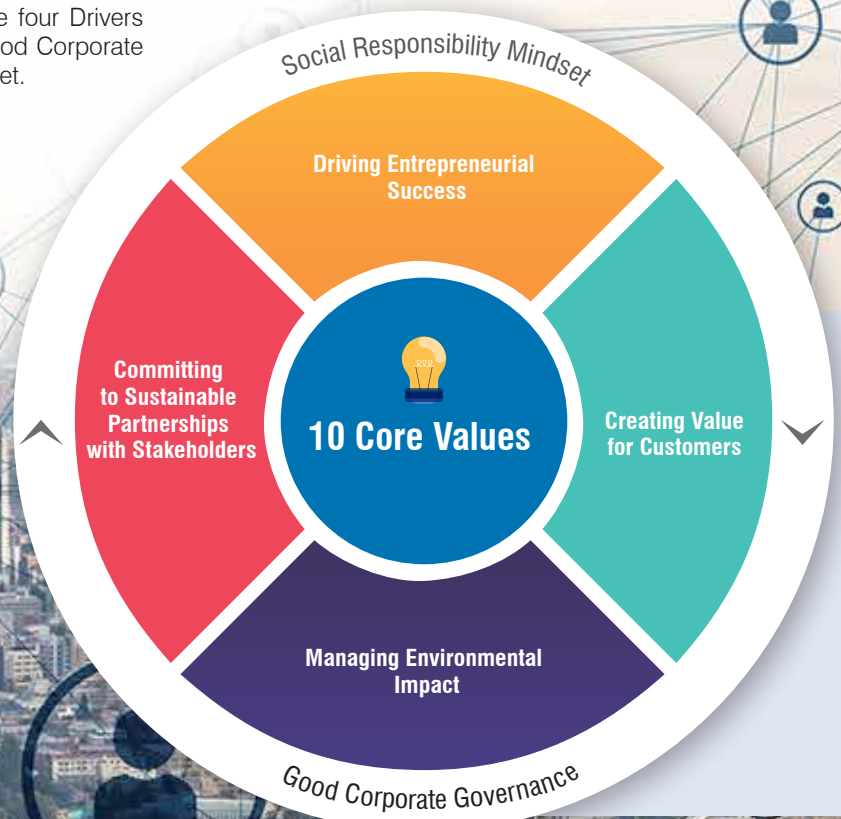 e four Drivers
od Corporate
et.
Social Responsibility Mindset
Driving Entrepreneurial
Success
Committing
to Sustainable
Partnerships
with Stakeholders
10 Core Values
Creating Value
for Customers
Managing Environmental
Impact
Good Corporate Governance